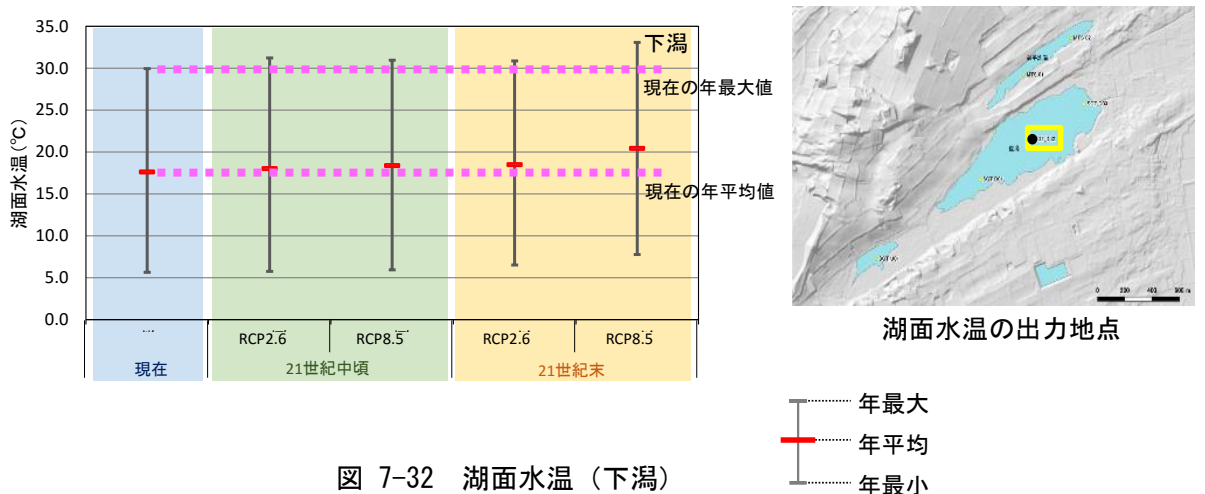 35.0
30.0
25.0
20.0
15.0
10.0
5.0
0.0
湖面水温(℃)
下潟
現在の年最大値
現在の年平均値
RCP2.6
RCP8.5
RCP2.6
RCP8.5
現在
21世紀中頃
21世紀末
0 200 400 800 m
湖面水温の出力地点
年最大
年平均
年最小
図 7-32 湖面水温（下潟）